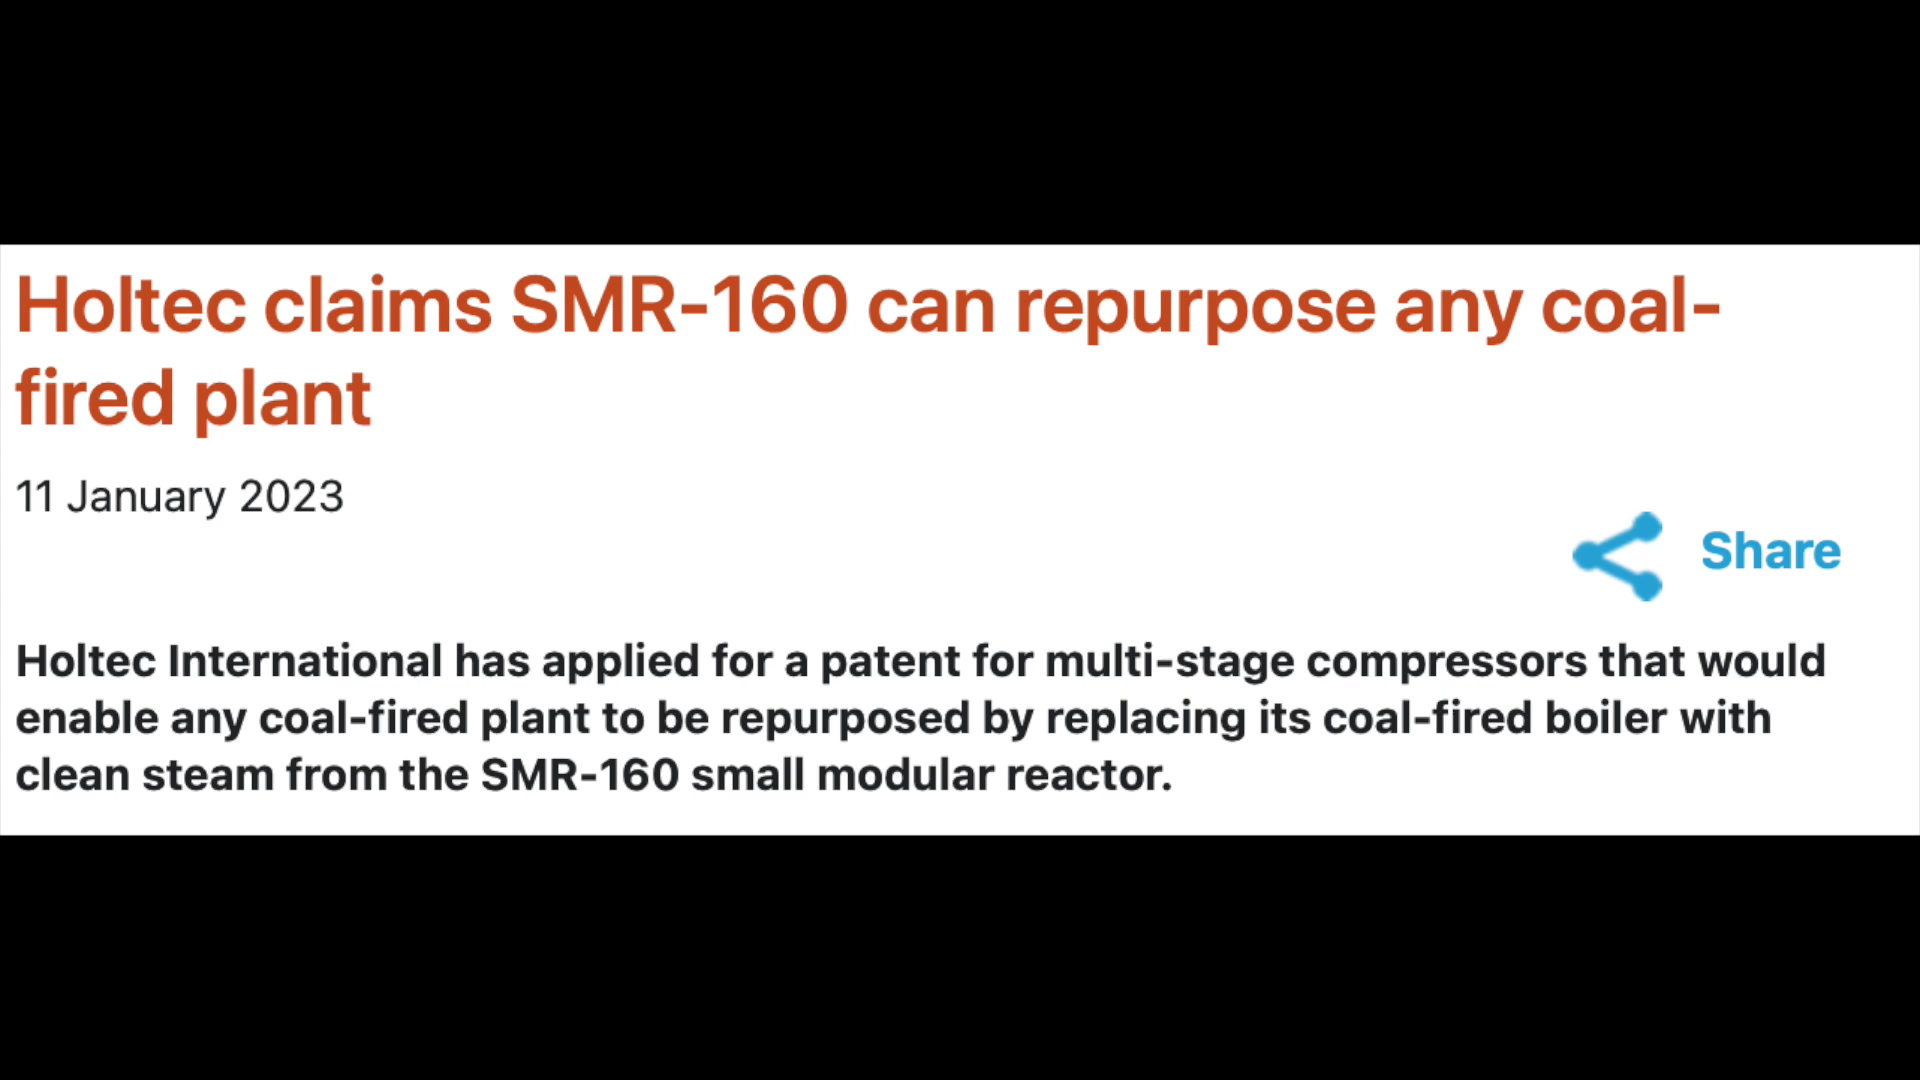 Holtec claims SMR-160 can repurpose any coal-
fired plant
11 January 2023
Share
Holtec International has applied for a patent for multi-stage compressors that would
enable any coal-fired plant to be repurposed by replacing its coal-fired boiler with
clean steam from the SMR-160 small modular reactor.